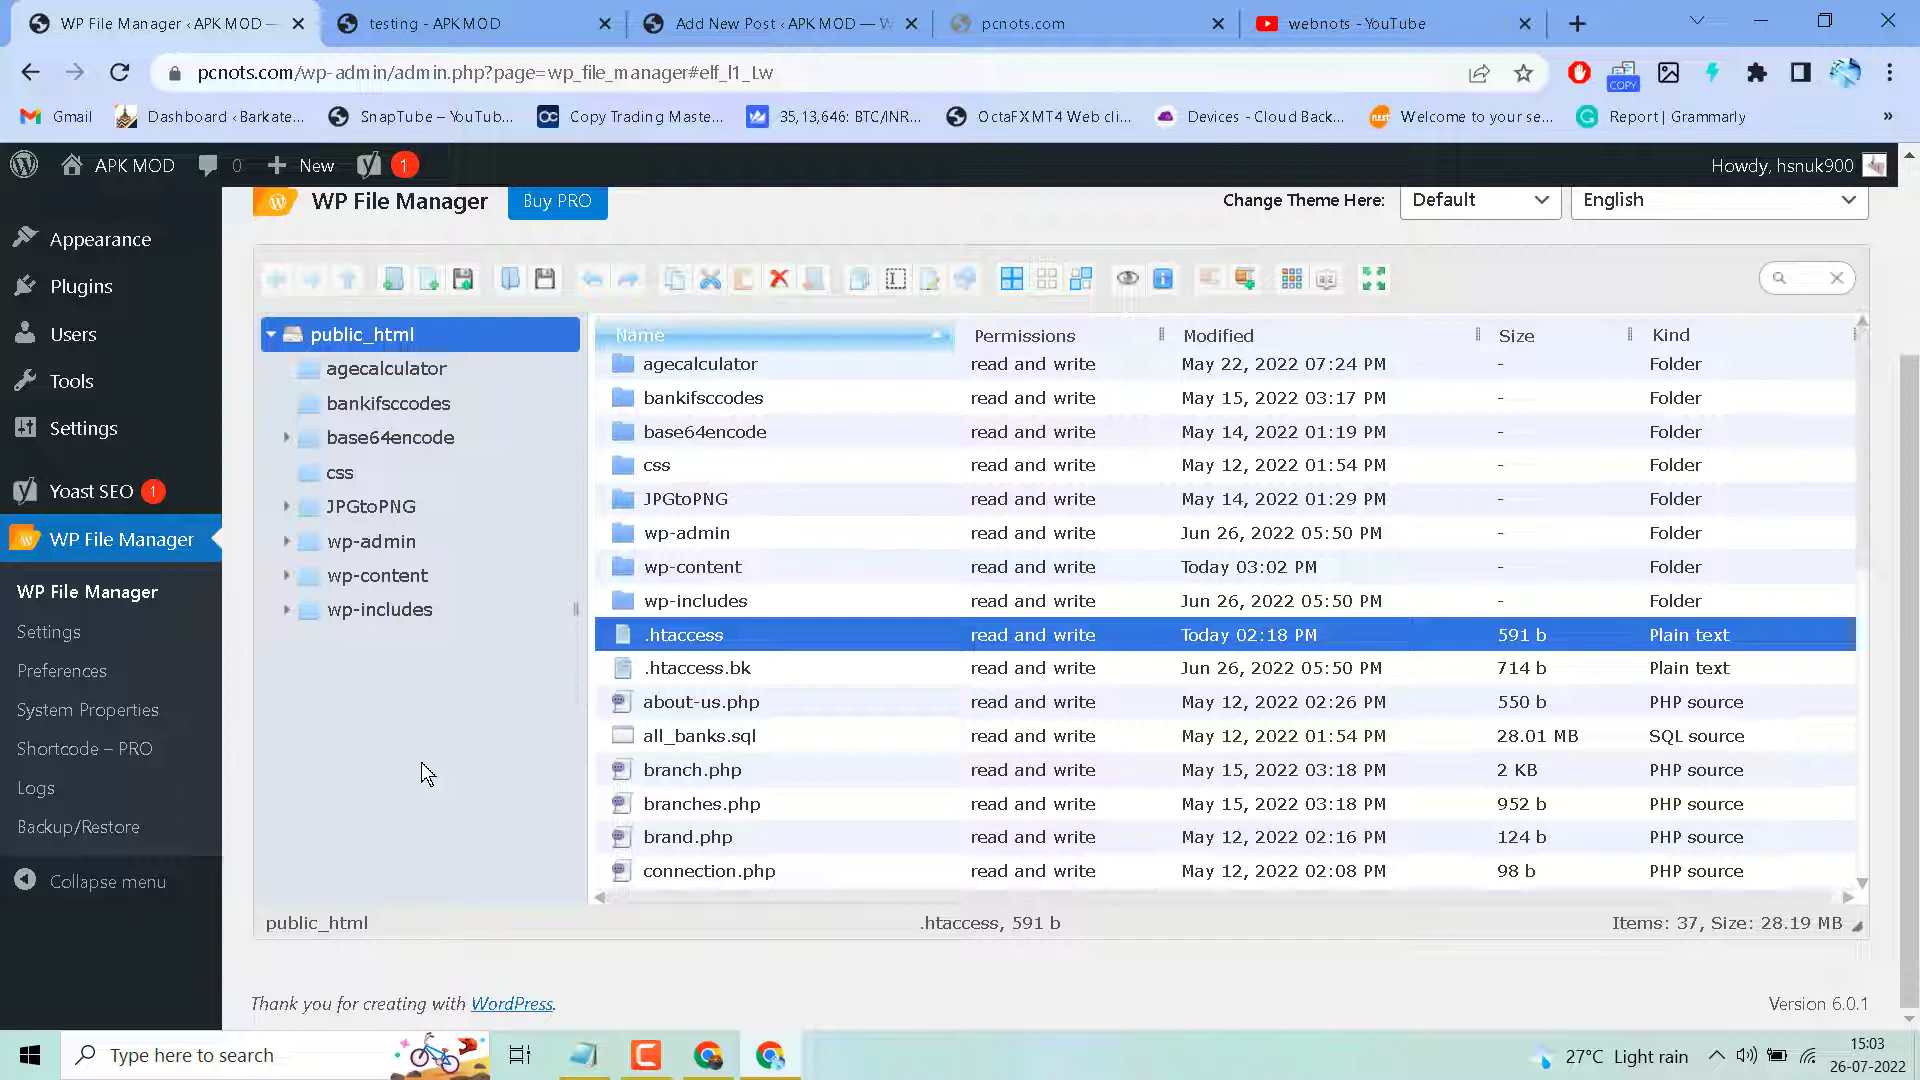 WP File Manager ‹ APK MOD —
testing - APK MOD
Add New Post ‹ APK MOD — W
pcnots.com
webnots - YouTube
pcnots.com/wp-admin/admin.php?page=wp_file_manager#elf_l1_Lw
COPY
Gmail
Dashboard ‹ Barkate...
SnapTube – YouTub...
Copy Trading Maste...
35,13,646: BTC/INR...
OctaFX MT4 Web cli...
Devices - Cloud Back...
Welcome to your se...
Report | Grammarly
»
APK MOD
0
New
1
Howdy, hsnuk900
WP File Manager
Buy PRO
Change Theme Here:
Default
English
Appearance
Plugins
Users
Tools
Settings
Yoast SEO 1
WP File Manager
WP File Manager
Settings
Preferences
System Properties
Shortcode – PRO
Logs
Backup/Restore
Collapse menu
public_html
agecalculator
bankifsccodes
base64encode
css
JPGtoPNG
wp-admin
wp-content
wp-includes
Name Permissions Modified Size Kind
agecalculator read and write May 22, 2022 07:24 PM - Folder
bankifsccodes read and write May 15, 2022 03:17 PM - Folder
base64encode read and write May 14, 2022 01:19 PM - Folder
css read and write May 12, 2022 01:54 PM - Folder
JPGtoPNG read and write May 14, 2022 01:29 PM - Folder
wp-admin read and write Jun 26, 2022 05:50 PM - Folder
wp-content read and write Today 03:02 PM - Folder
wp-includes read and write Jun 26, 2022 05:50 PM - Folder
.htaccess read and write Today 02:18 PM 591 b Plain text
.htaccess.bk read and write Jun 26, 2022 05:50 PM 714 b Plain text
about-us.php read and write May 12, 2022 02:26 PM 550 b PHP source
all_banks.sql read and write May 12, 2022 01:54 PM 28.01 MB SQL source
branch.php read and write May 15, 2022 03:18 PM 2 KB PHP source
branches.php read and write May 15, 2022 03:18 PM 952 b PHP source
brand.php read and write May 12, 2022 02:16 PM 124 b PHP source
connection.php read and write May 12, 2022 02:08 PM 98 b PHP source
public_html .htaccess, 591 b Items: 37, Size: 28.19 MB
Thank you for creating with WordPress.
Version 6.0.1
Type here to search
27°C Light rain
15:03
26-07-2022